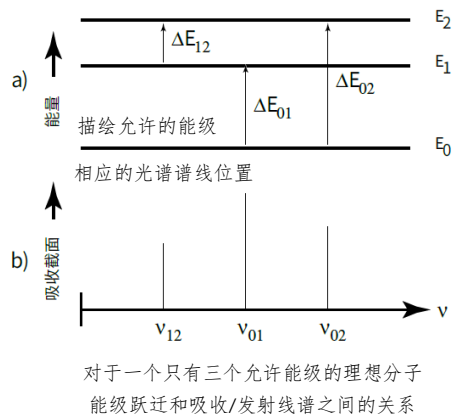 E₂
ΔE₁₂
E₁
a)
能量
ΔE₀₂
ΔE₀₁
描绘允许的能级
E₀
相应的光谱谱线位置
b)
吸收截面
ν
ν₁₂ ν₀₁ ν₀₂
对于一个只有三个允许能级的理想分子
能级跃迁和吸收/发射线谱之间的关系